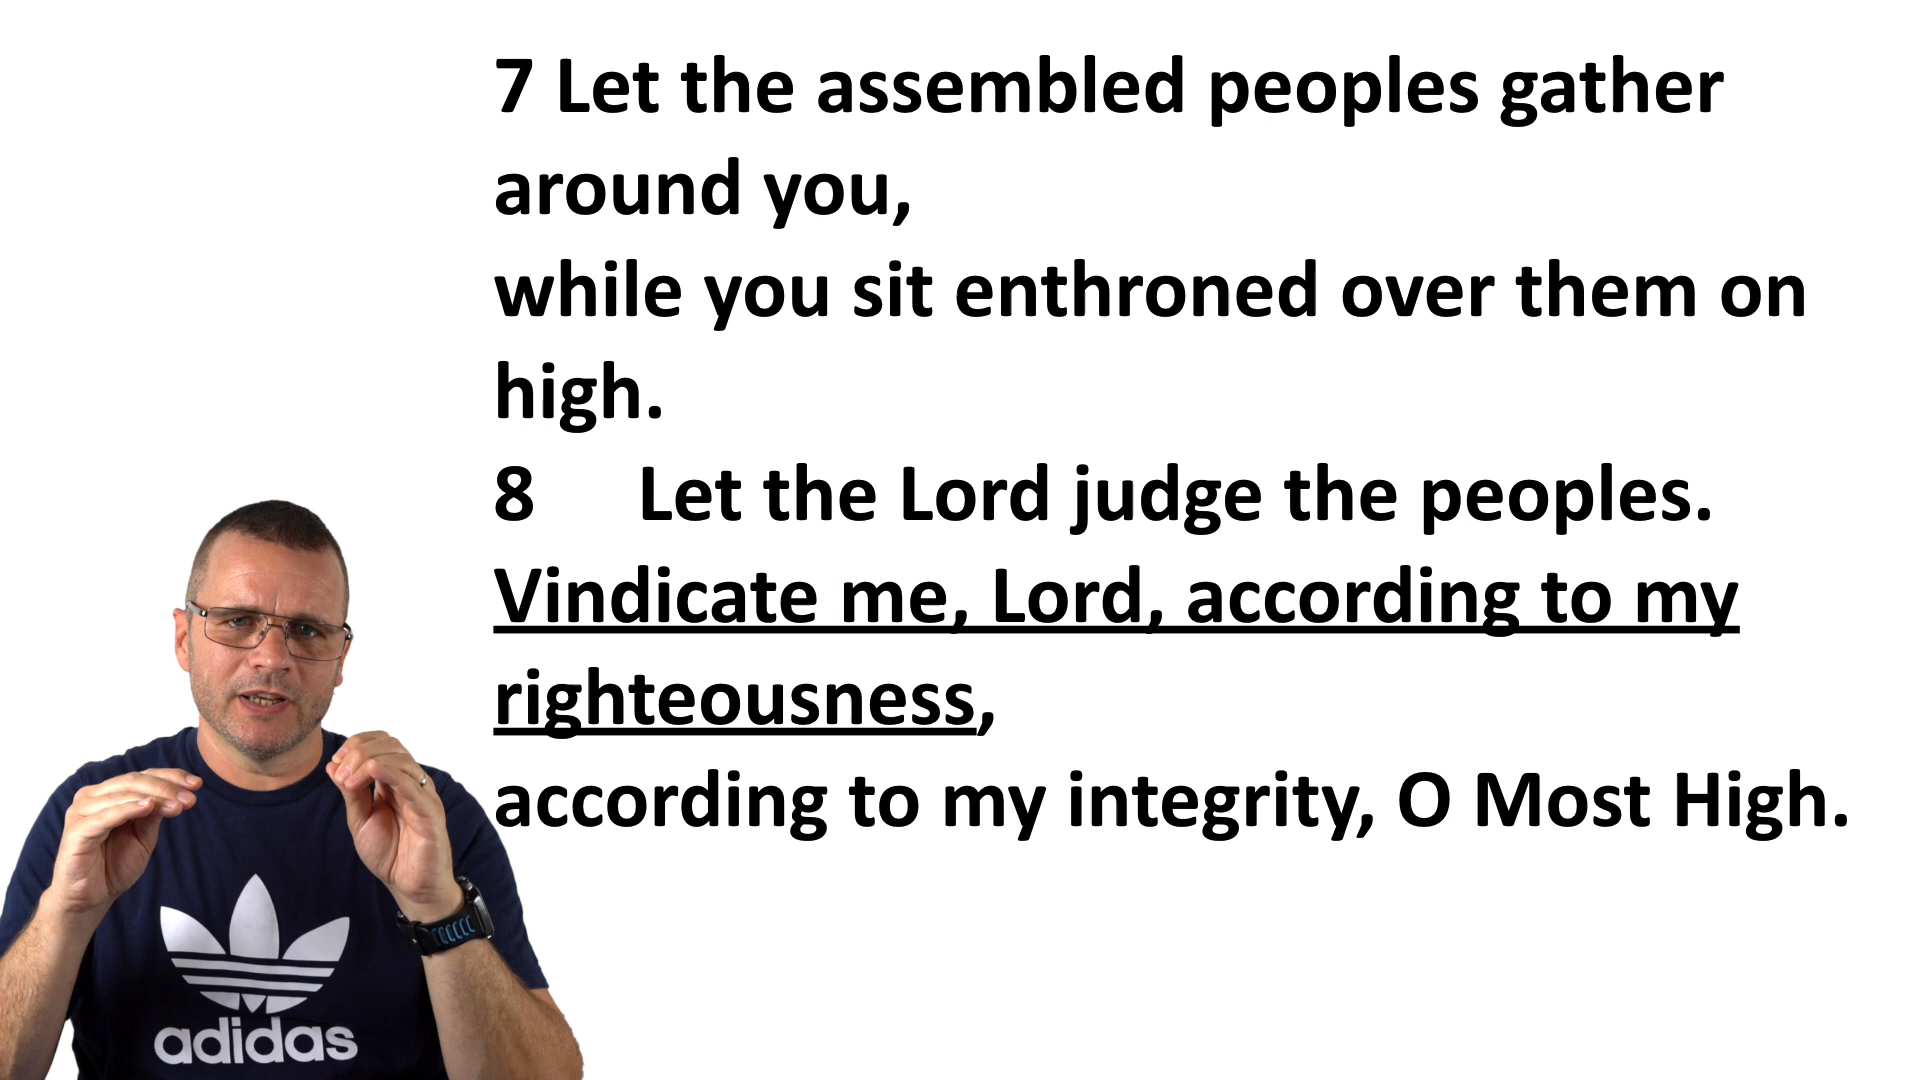 7 Let the assembled peoples gather
around you,
while you sit enthroned over them on
high.
8 Let the Lord judge the peoples.
Vindicate me, Lord, according to my
righteousness,
according to my integrity, O Most High.
adidas